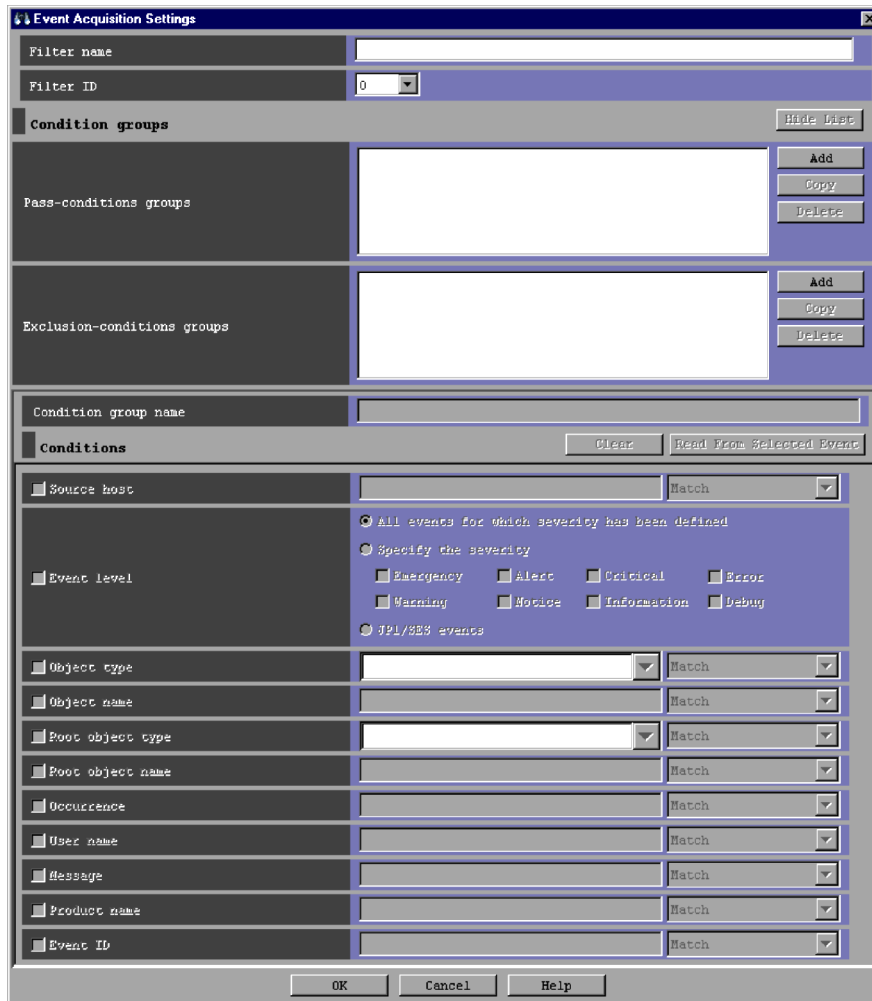 Event Acquisition Settings
Filter name
Filter ID
0
Condition groups
Hide List
Pass-conditions groups
Add
Copy
Delete
Exclusion-conditions groups
Add
Copy
Delete
Condition group name
Conditions
Clear
Read From Selected Event
Source host
Match
Event level
All events for which severity has been defined
Specify the severity
Emergency Alert Critical Error
Warning Notice Information Debug
JP1/SES events
Object type
Match
Object name
Match
Root object type
Match
Root object name
Match
Occurrence
Match
User name
Match
Message
Match
Product name
Match
Event ID
Match
OK Cancel Help